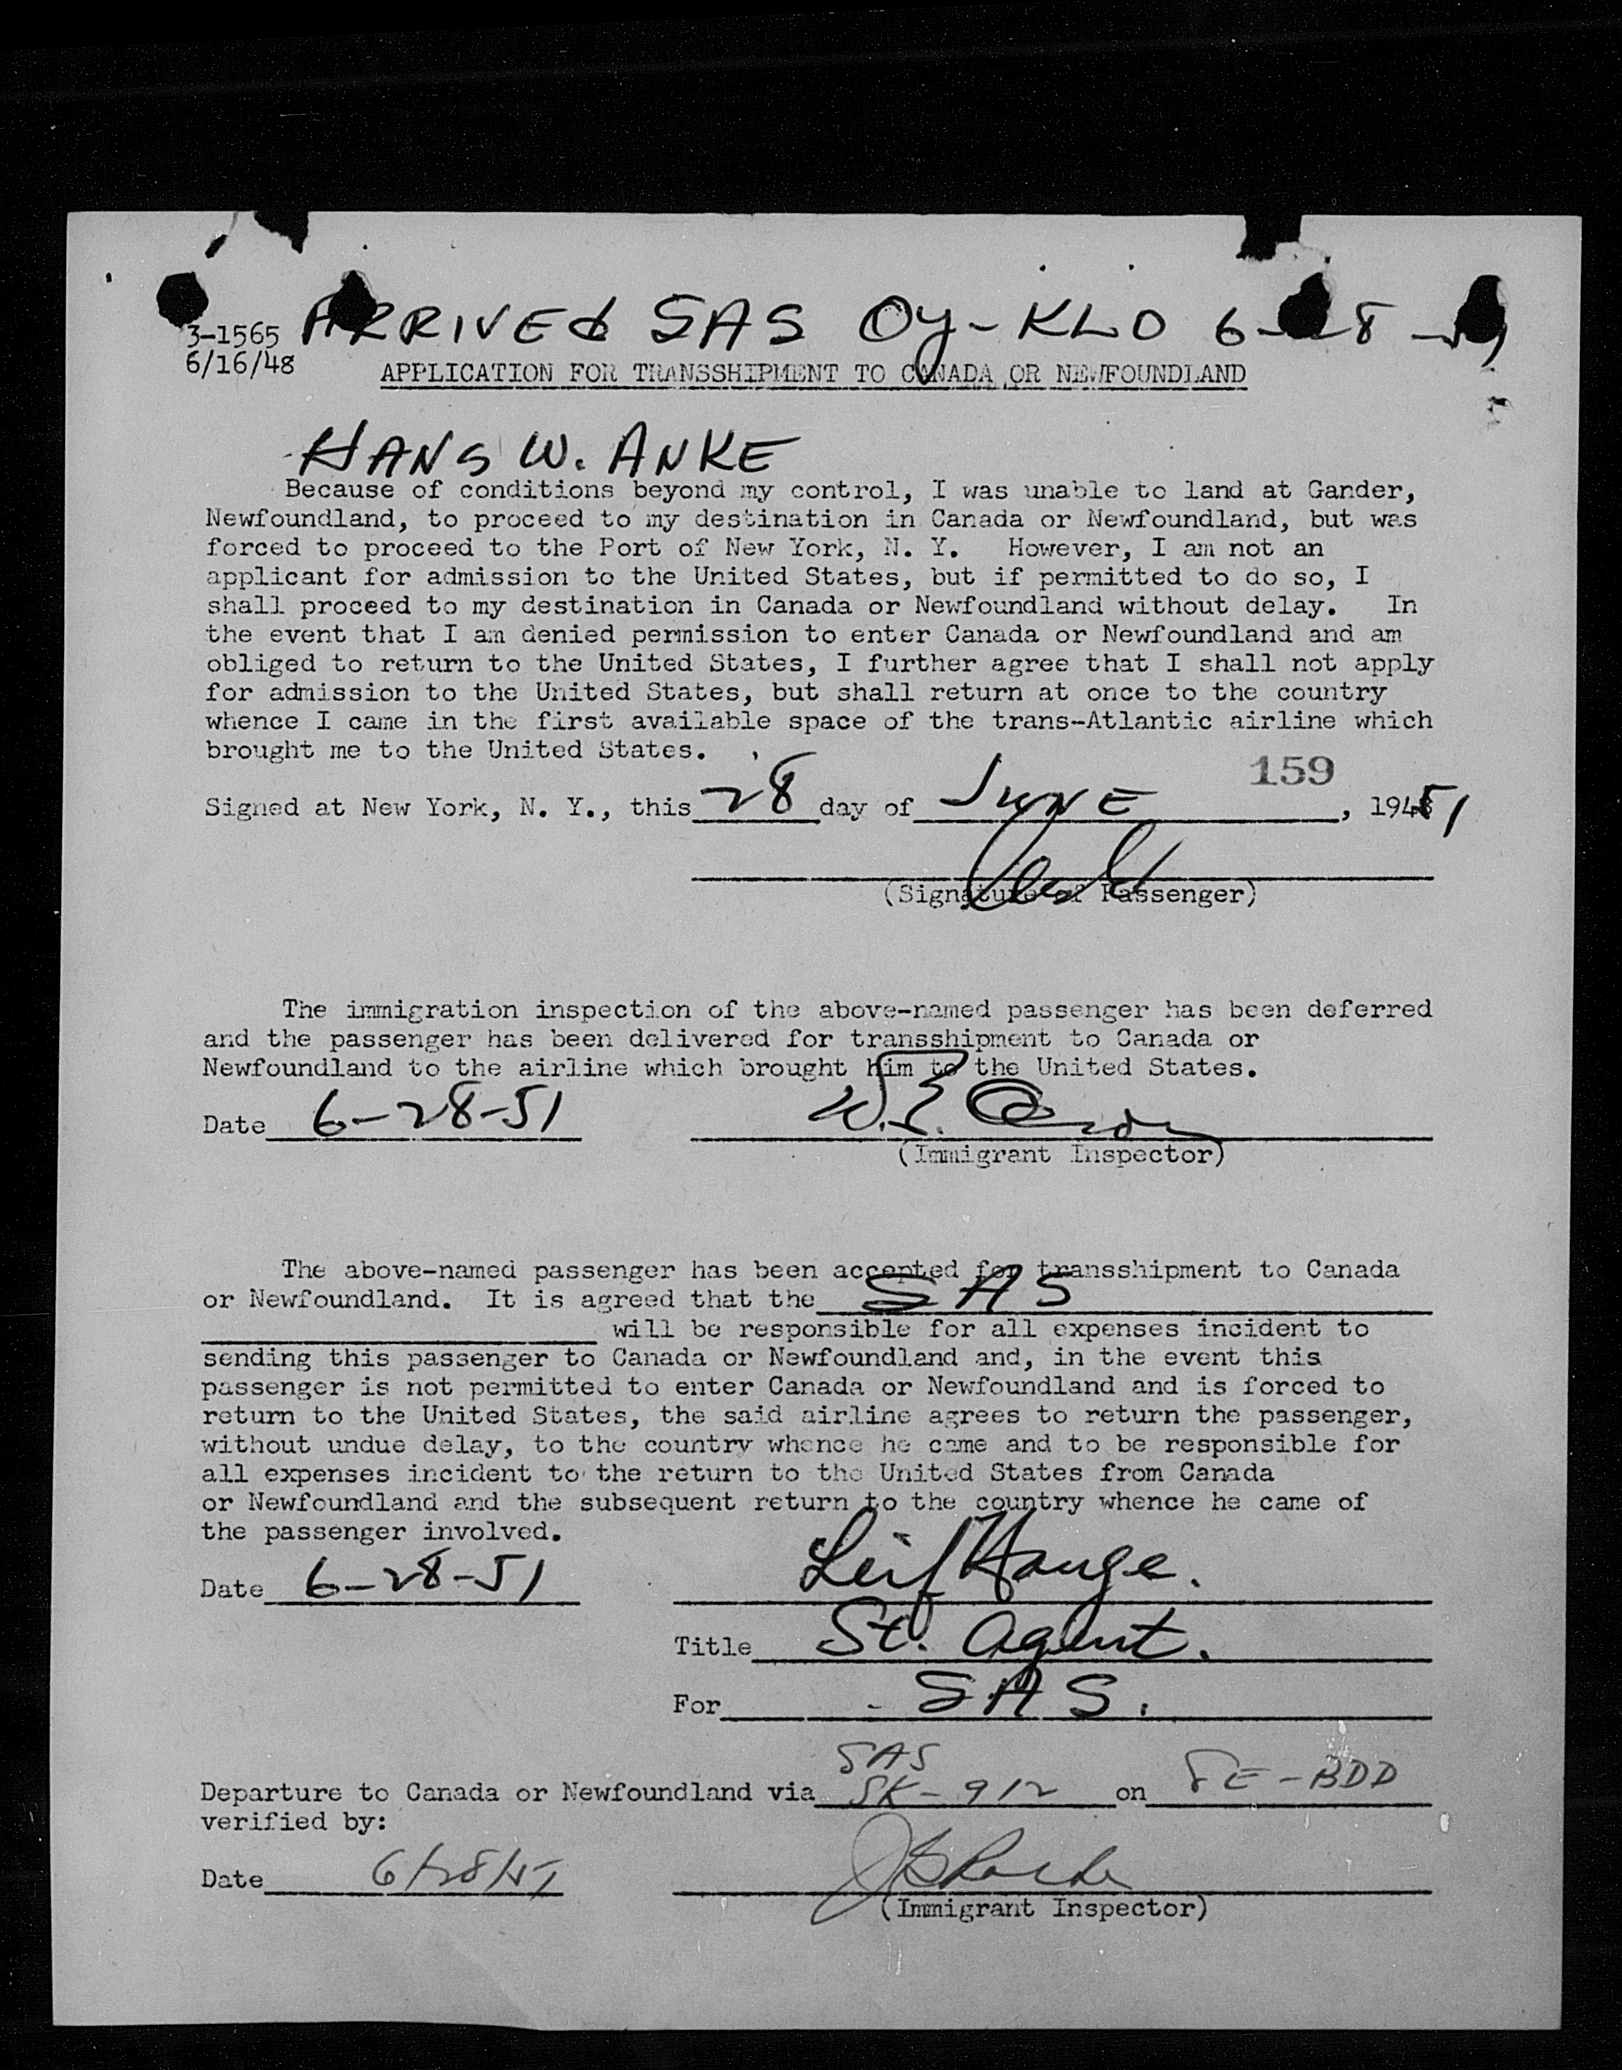 ARRIVED SAS OY-KLO 6-28-51
3-1565
6/16/48
APPLICATION FOR TRANSSHIPMENT TO CANADA OR NEWFOUNDLAND
HANS W. ANKE
Because of conditions beyond my control, I was unable to land at Gander,
Newfoundland, to proceed to my destination in Canada or Newfoundland, but was
forced to proceed to the Port of New York, N. Y. However, I am not an
applicant for admission to the United States, but if permitted to do so, I
shall proceed to my destination in Canada or Newfoundland without delay. In
the event that I am denied permission to enter Canada or Newfoundland and am
obliged to return to the United States, I further agree that I shall not apply
for admission to the United States, but shall return at once to the country
whence I came in the first available space of the trans-Atlantic airline which
brought me to the United States.
159
Signed at New York, N. Y., this 28 day of JUNE, 1951
(Signature of Passenger)
The immigration inspection of the above-named passenger has been deferred
and the passenger has been delivered for transshipment to Canada or
Newfoundland to the airline which brought him to the United States.
Date 6-28-51
(Immigrant Inspector)
The above-named passenger has been accepted for transshipment to Canada
or Newfoundland. It is agreed that the SAS
will be responsible for all expenses incident to
sending this passenger to Canada or Newfoundland and, in the event this
passenger is not permitted to enter Canada or Newfoundland and is forced to
return to the United States, the said airline agrees to return the passenger,
without undue delay, to the country whence he came and to be responsible for
all expenses incident to the return to the United States from Canada
or Newfoundland and the subsequent return to the country whence he came of
the passenger involved.
Date 6-28-51 Leif Hauge.
Title St. Agent.
For SAS.
SAS
Departure to Canada or Newfoundland via SK-912 on SE-BDD
verified by:
Date 6/28/51
(Immigrant Inspector)